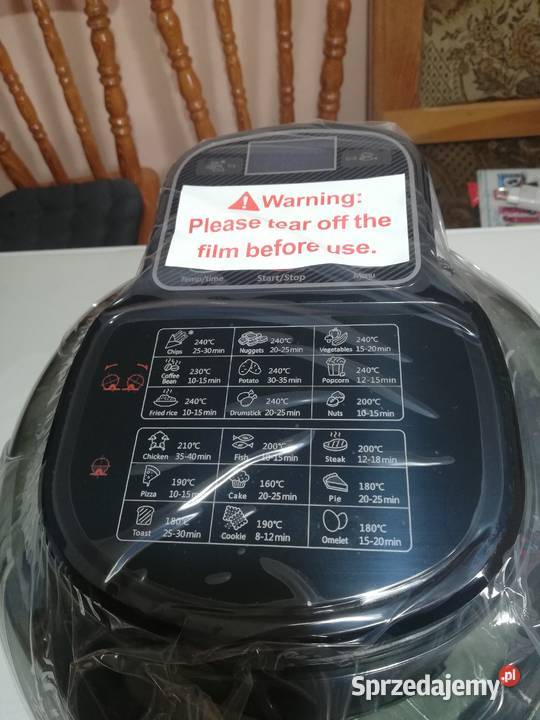 Warning:
Please tear off the
film before use.
Temp/time Start/Stop Menu
Chips 240℃ 25-30min
Nuggets 240℃ 20-25min
Vegetables 240℃ 15-20min
Coffee Bean 230℃ 10-15min
Potato 240℃ 30-35min
Popcorn 240℃ 12-15min
Fried rice 240℃ 10-15min
Drumstick 240℃ 20-25min
Nuts 200℃ 10-15min
Chicken 210℃ 35-40min
Fish 200℃ 10-15min
Steak 200℃ 12-18min
Pizza 190℃ 10-15min
Cake 160℃ 20-25min
Pie 180℃ 20-25min
Toast 180℃ 25-30min
Cookie 190℃ 8-12min
Omelet 180℃ 15-20min
Sprzedajemy.pl